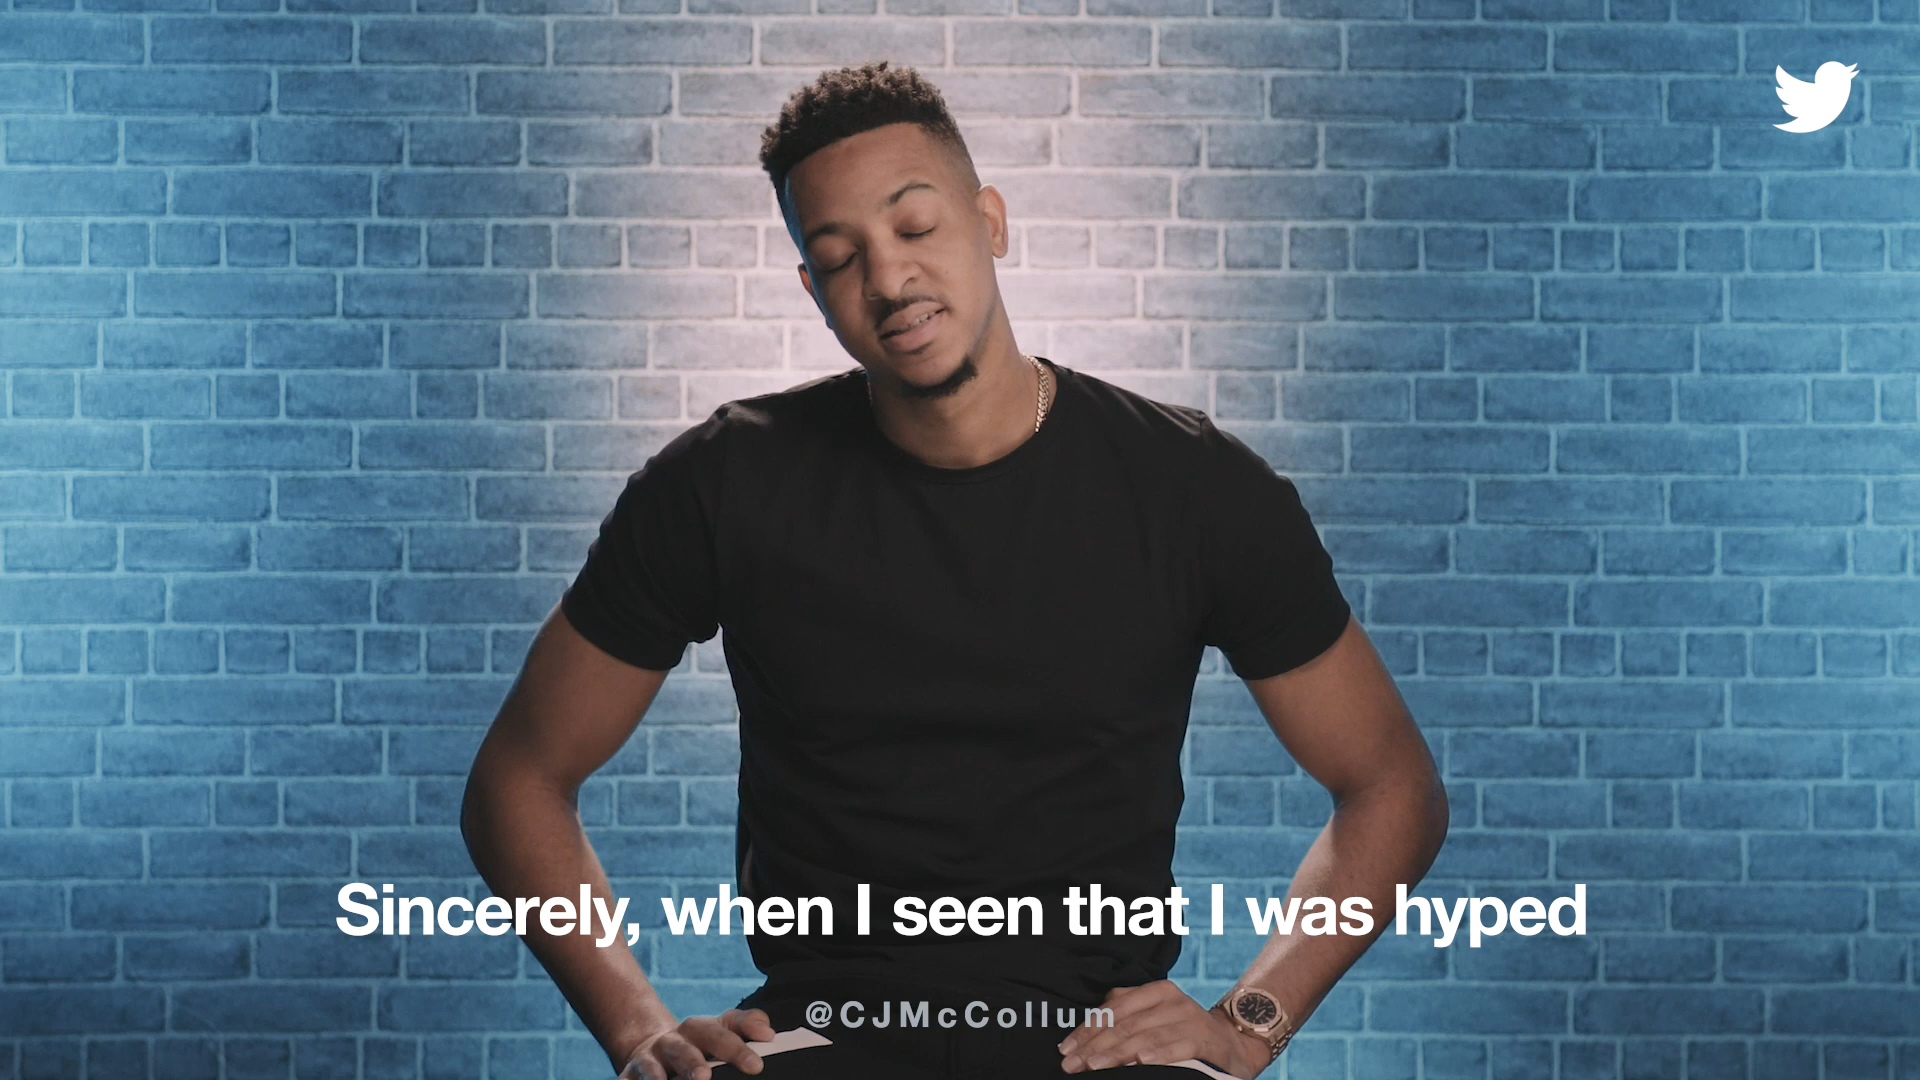 Sincerely, when I seen that I was hyped
@CJMcCollum